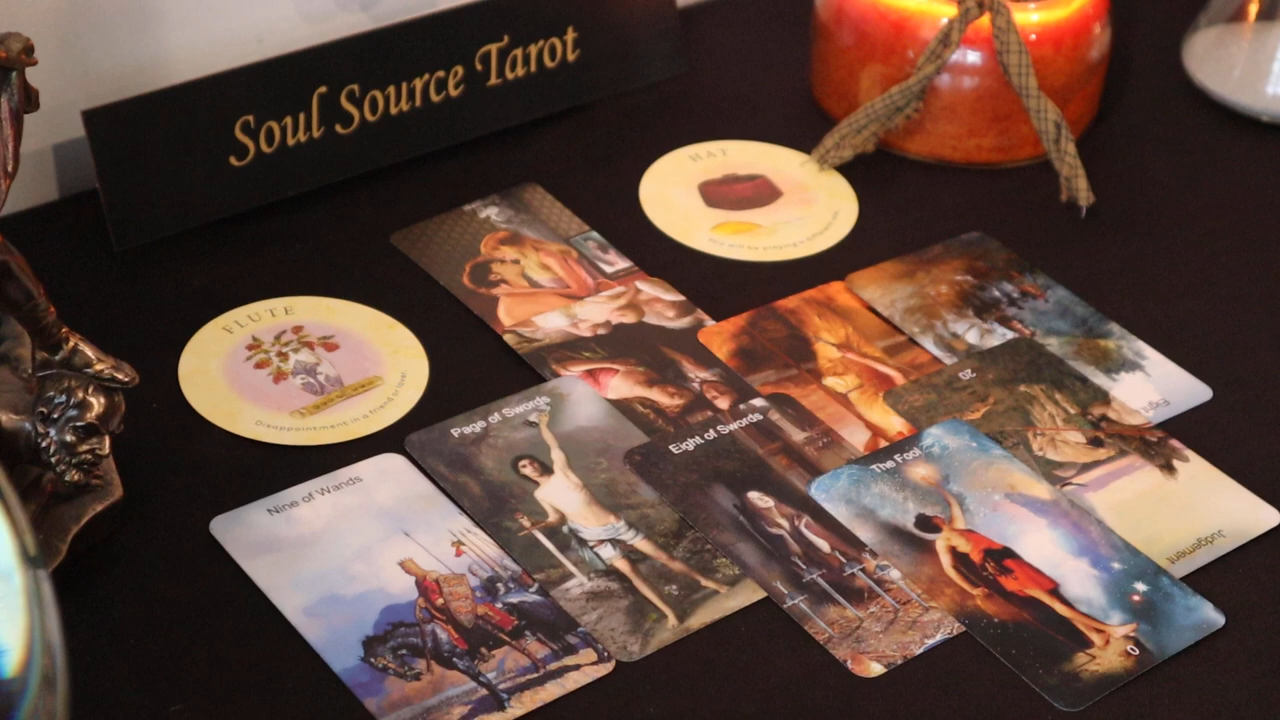 Soul Source Tarot
HAT
FLUTE
Disappointment in a friend or lover.
Page of Swords
Eight of Swords
Nine of Wands
The Fool
0
20
Judgement
Eight